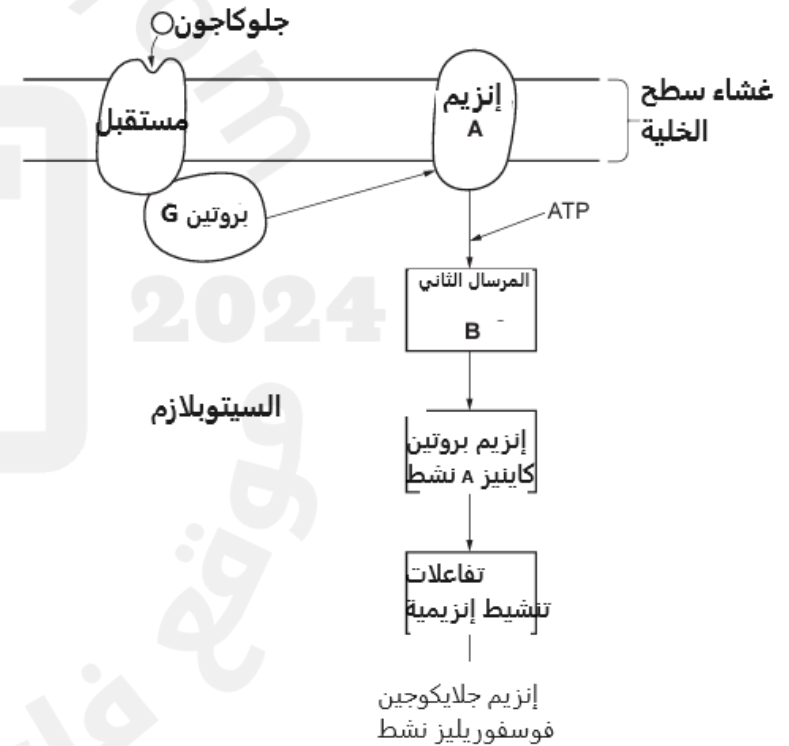 جلوكاجون
غشاء سطح
الخلية
إنزيم
A
مستقبل
بروتين G
ATP
المرسال الثاني
B
2024
السيتوبلازم
إنزيم بروتين
كاينيز A نشط
تفاعلات
تنشيط إنزيمية
إنزيم جلايكوجين
فوسفوريليز نشط